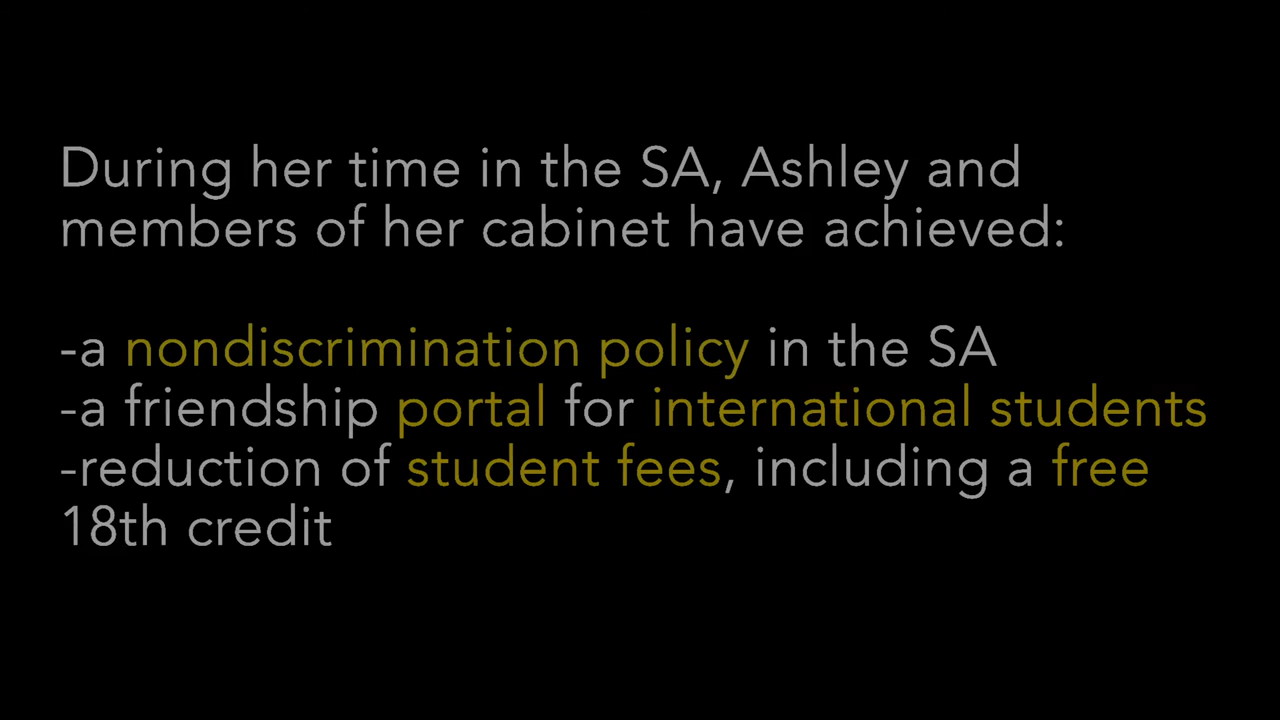 During her time in the SA, Ashley and
members of her cabinet have achieved:
-a nondiscrimination policy in the SA
-a friendship portal for international students
-reduction of student fees, including a free
18th credit